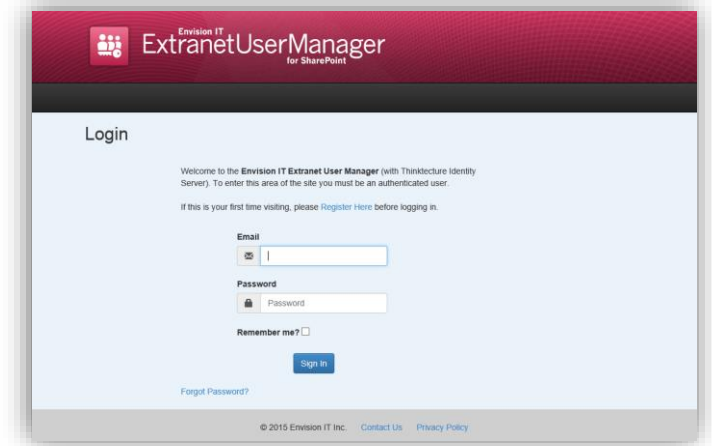 Envision IT
ExtranetUserManager
for SharePoint
Login
Welcome to the Envision IT Extranet User Manager (with Thinktecture Identity
Server). To enter this area of the site you must be an authenticated user.
If this is your first time visiting, please Register Here before logging in.
Email
Password
Password
Remember me?
Sign In
Forgot Password?
© 2015 Envision IT Inc. Contact Us Privacy Policy